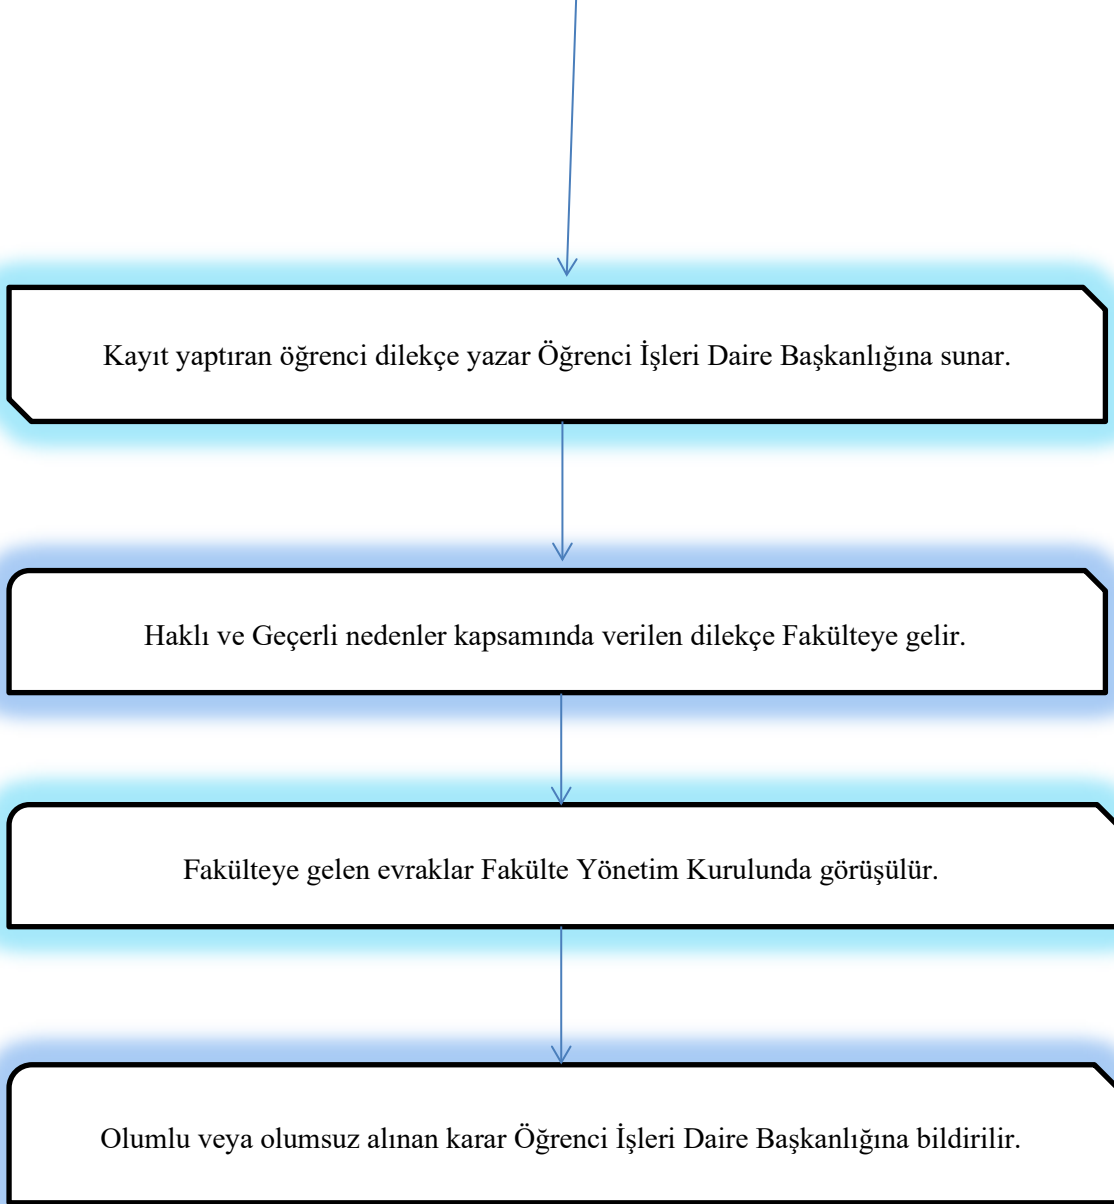 Kayıt yaptıran öğrenci dilekçe yazar Öğrenci İşleri Daire Başkanlığına sunar.
Haklı ve Geçerli nedenler kapsamında verilen dilekçe Fakülteye gelir.
Fakülteye gelen evraklar Fakülte Yönetim Kurulunda görüşülür.
Olumlu veya olumsuz alınan karar Öğrenci İşleri Daire Başkanlığına bildirilir.